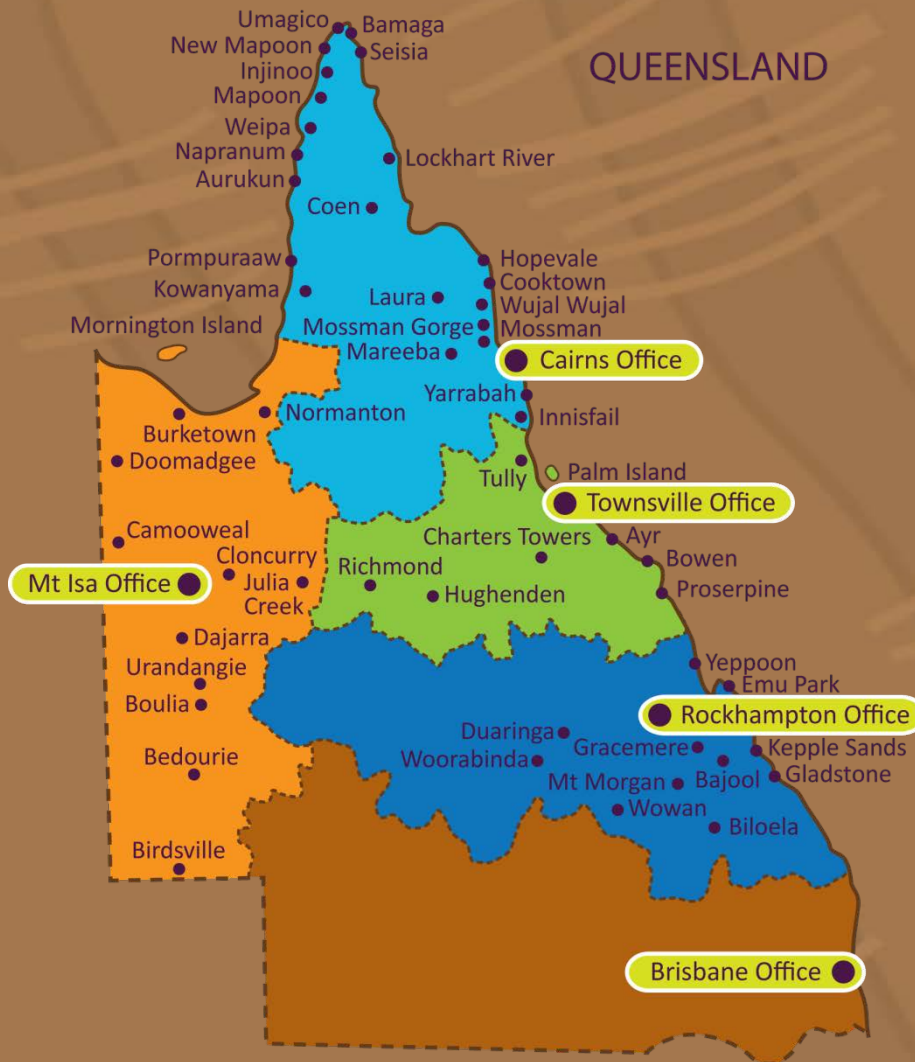 QUEENSLAND
Umagico
Bamaga
New Mapoon
Seisia
Injinoo
Mapoon
Weipa
Napranum
Lockhart River
Aurukun
Coen
Pormpuraaw
Hopevale
Kowanyama
Cooktown
Laura
Wujal Wujal
Mornington Island
Mossman Gorge
Mossman
Mareeba
Cairns Office
Yarrabah
Normanton
Innisfail
Burketown
Doomadgee
Tully
Palm Island
Townsville Office
Camooweal
Charters Towers
Ayr
Cloncurry
Bowen
Mt Isa Office
Julia
Creek
Richmond
Hughenden
Proserpine
Dajarra
Urandangie
Yeppoon
Emu Park
Boulia
Rockhampton Office
Duaringa
Gracemere
Kepple Sands
Bedourie
Woorabinda
Mt Morgan
Bajool
Gladstone
Wowan
Biloela
Birdsville
Brisbane Office